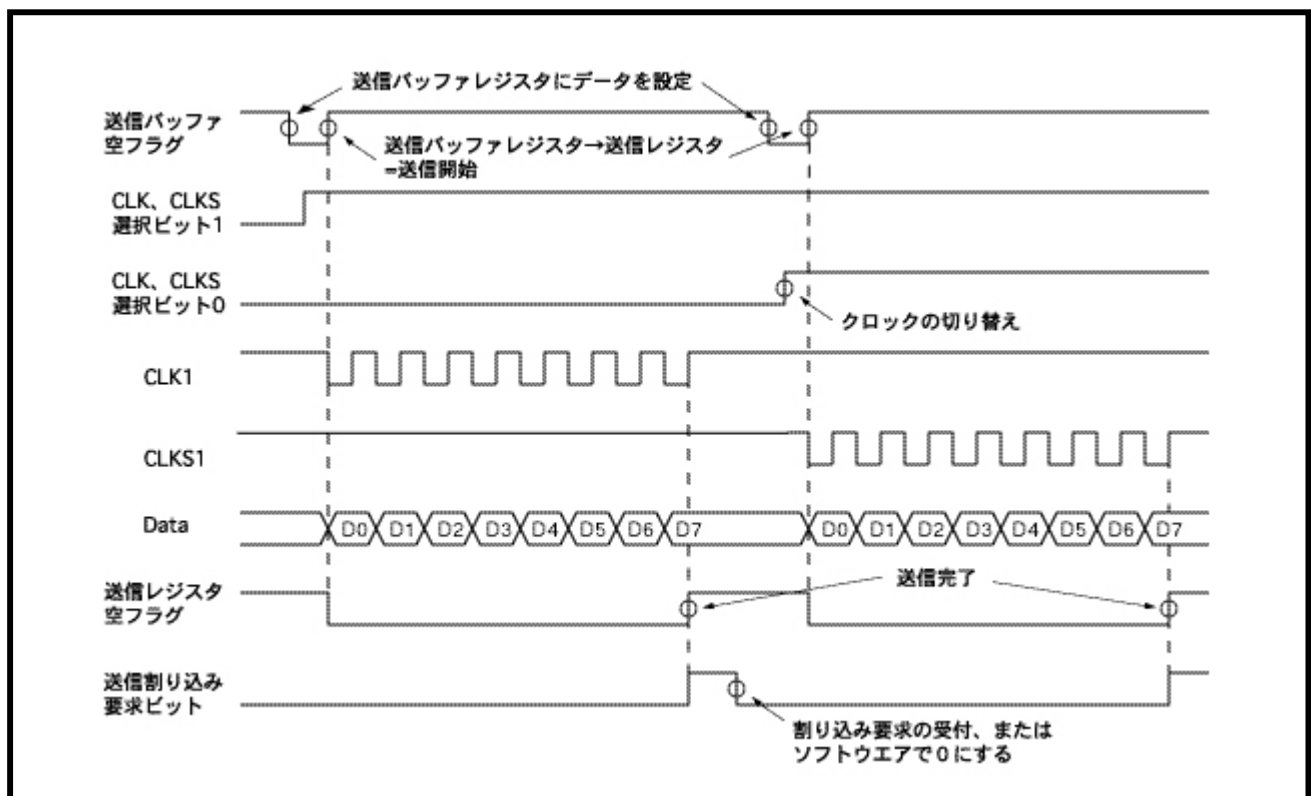 送信バッファレジスタにデータを設定
送信バッファ
空フラグ
送信バッファレジスタ→送信レジスタ
=送信開始
CLK、CLKS
選択ビット1
CLK、CLKS
選択ビット0
クロックの切り替え
CLK1
CLKS1
Data
D0 D1 D2 D3 D4 D5 D6 D7 D0 D1 D2 D3 D4 D5 D6 D7
送信レジスタ
空フラグ
送信完了
送信割り込み
要求ビット
割り込み要求の受付、または
ソフトウエアで0にする